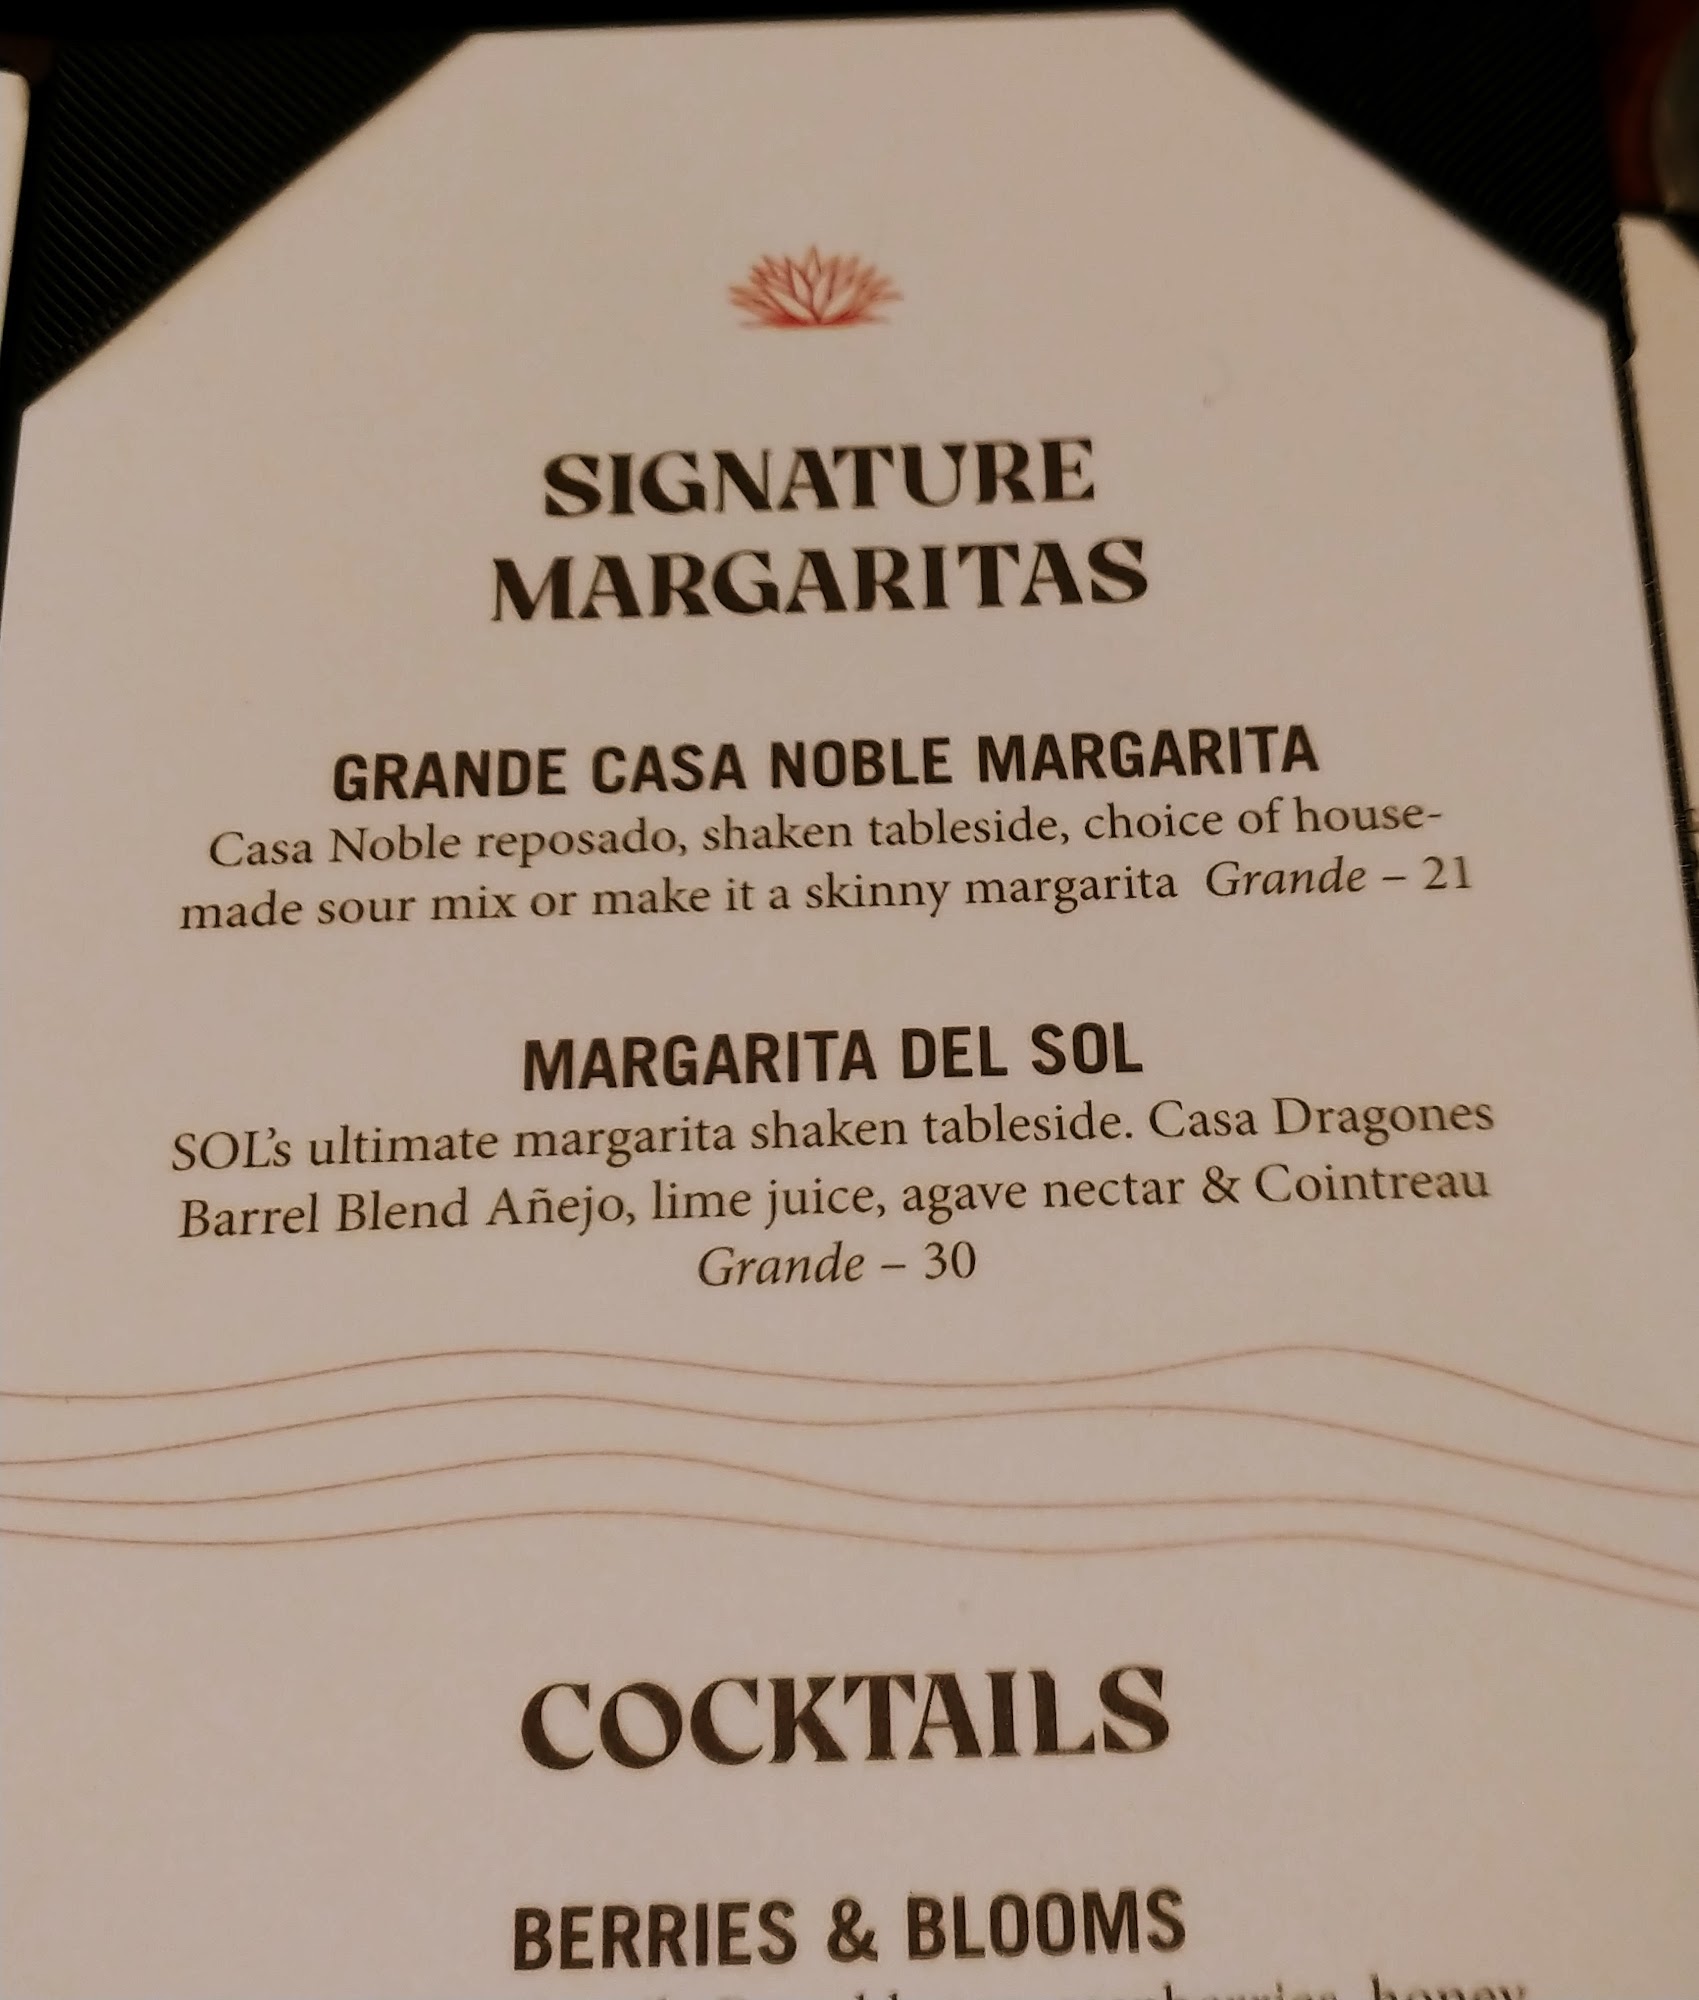 SIGNATURE
MARGARITAS
GRANDE CASA NOBLE MARGARITA
Casa Noble reposado, shaken tableside, choice of house-
made sour mix or make it a skinny margarita Grande – 21
MARGARITA DEL SOL
SOL's ultimate margarita shaken tableside. Casa Dragones
Barrel Blend Añejo, lime juice, agave nectar & Cointreau
Grande – 30
COCKTAILS
BERRIES & BLOOMS
honey